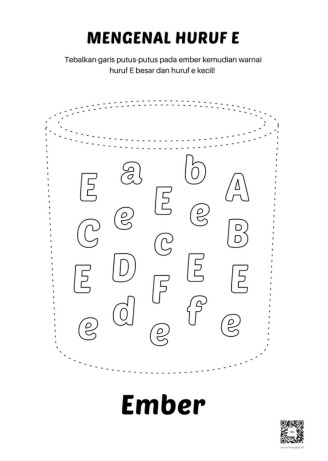 MENGENAL HURUF E
Tebalkan garis putus-putus pada ember kemudian warnai
huruf E besar dan huruf e kecil!
a b
E E A
e e
C c B
D E
E F E
d f
e e e
Ember